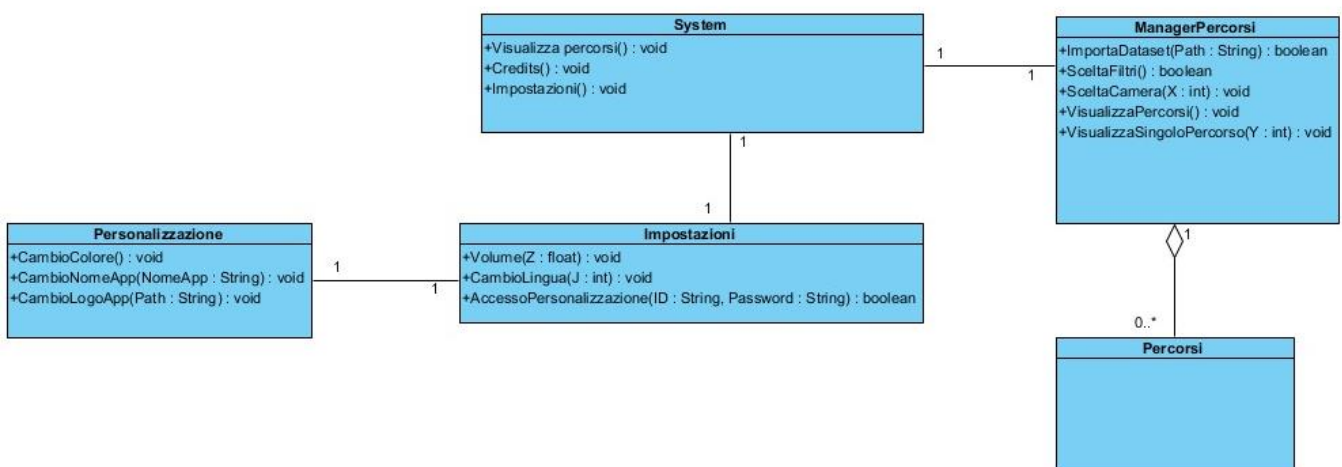 System
+Visualizza percorsi() : void
+Credits() : void
+Impostazioni() : void
ManagerPercorsi
+ImportaDataset(Path : String) : boolean
+SceltaFiltri() : boolean
+SceltaCamera(X : int) : void
+VisualizzaPercorsi() : void
+VisualizzaSingoloPercorso(Y : int) : void
1
1
1
1
Personalizzazione
+CambioColore() : void
+CambioNomeApp(NomeApp : String) : void
+CambioLogoApp(Path : String) : void
1
1
Impostazioni
+Volume(Z : float) : void
+CambioLingua(J : int) : void
+AccessoPersonalizzazione(ID : String, Password : String) : boolean
1
0..*
Percorsi